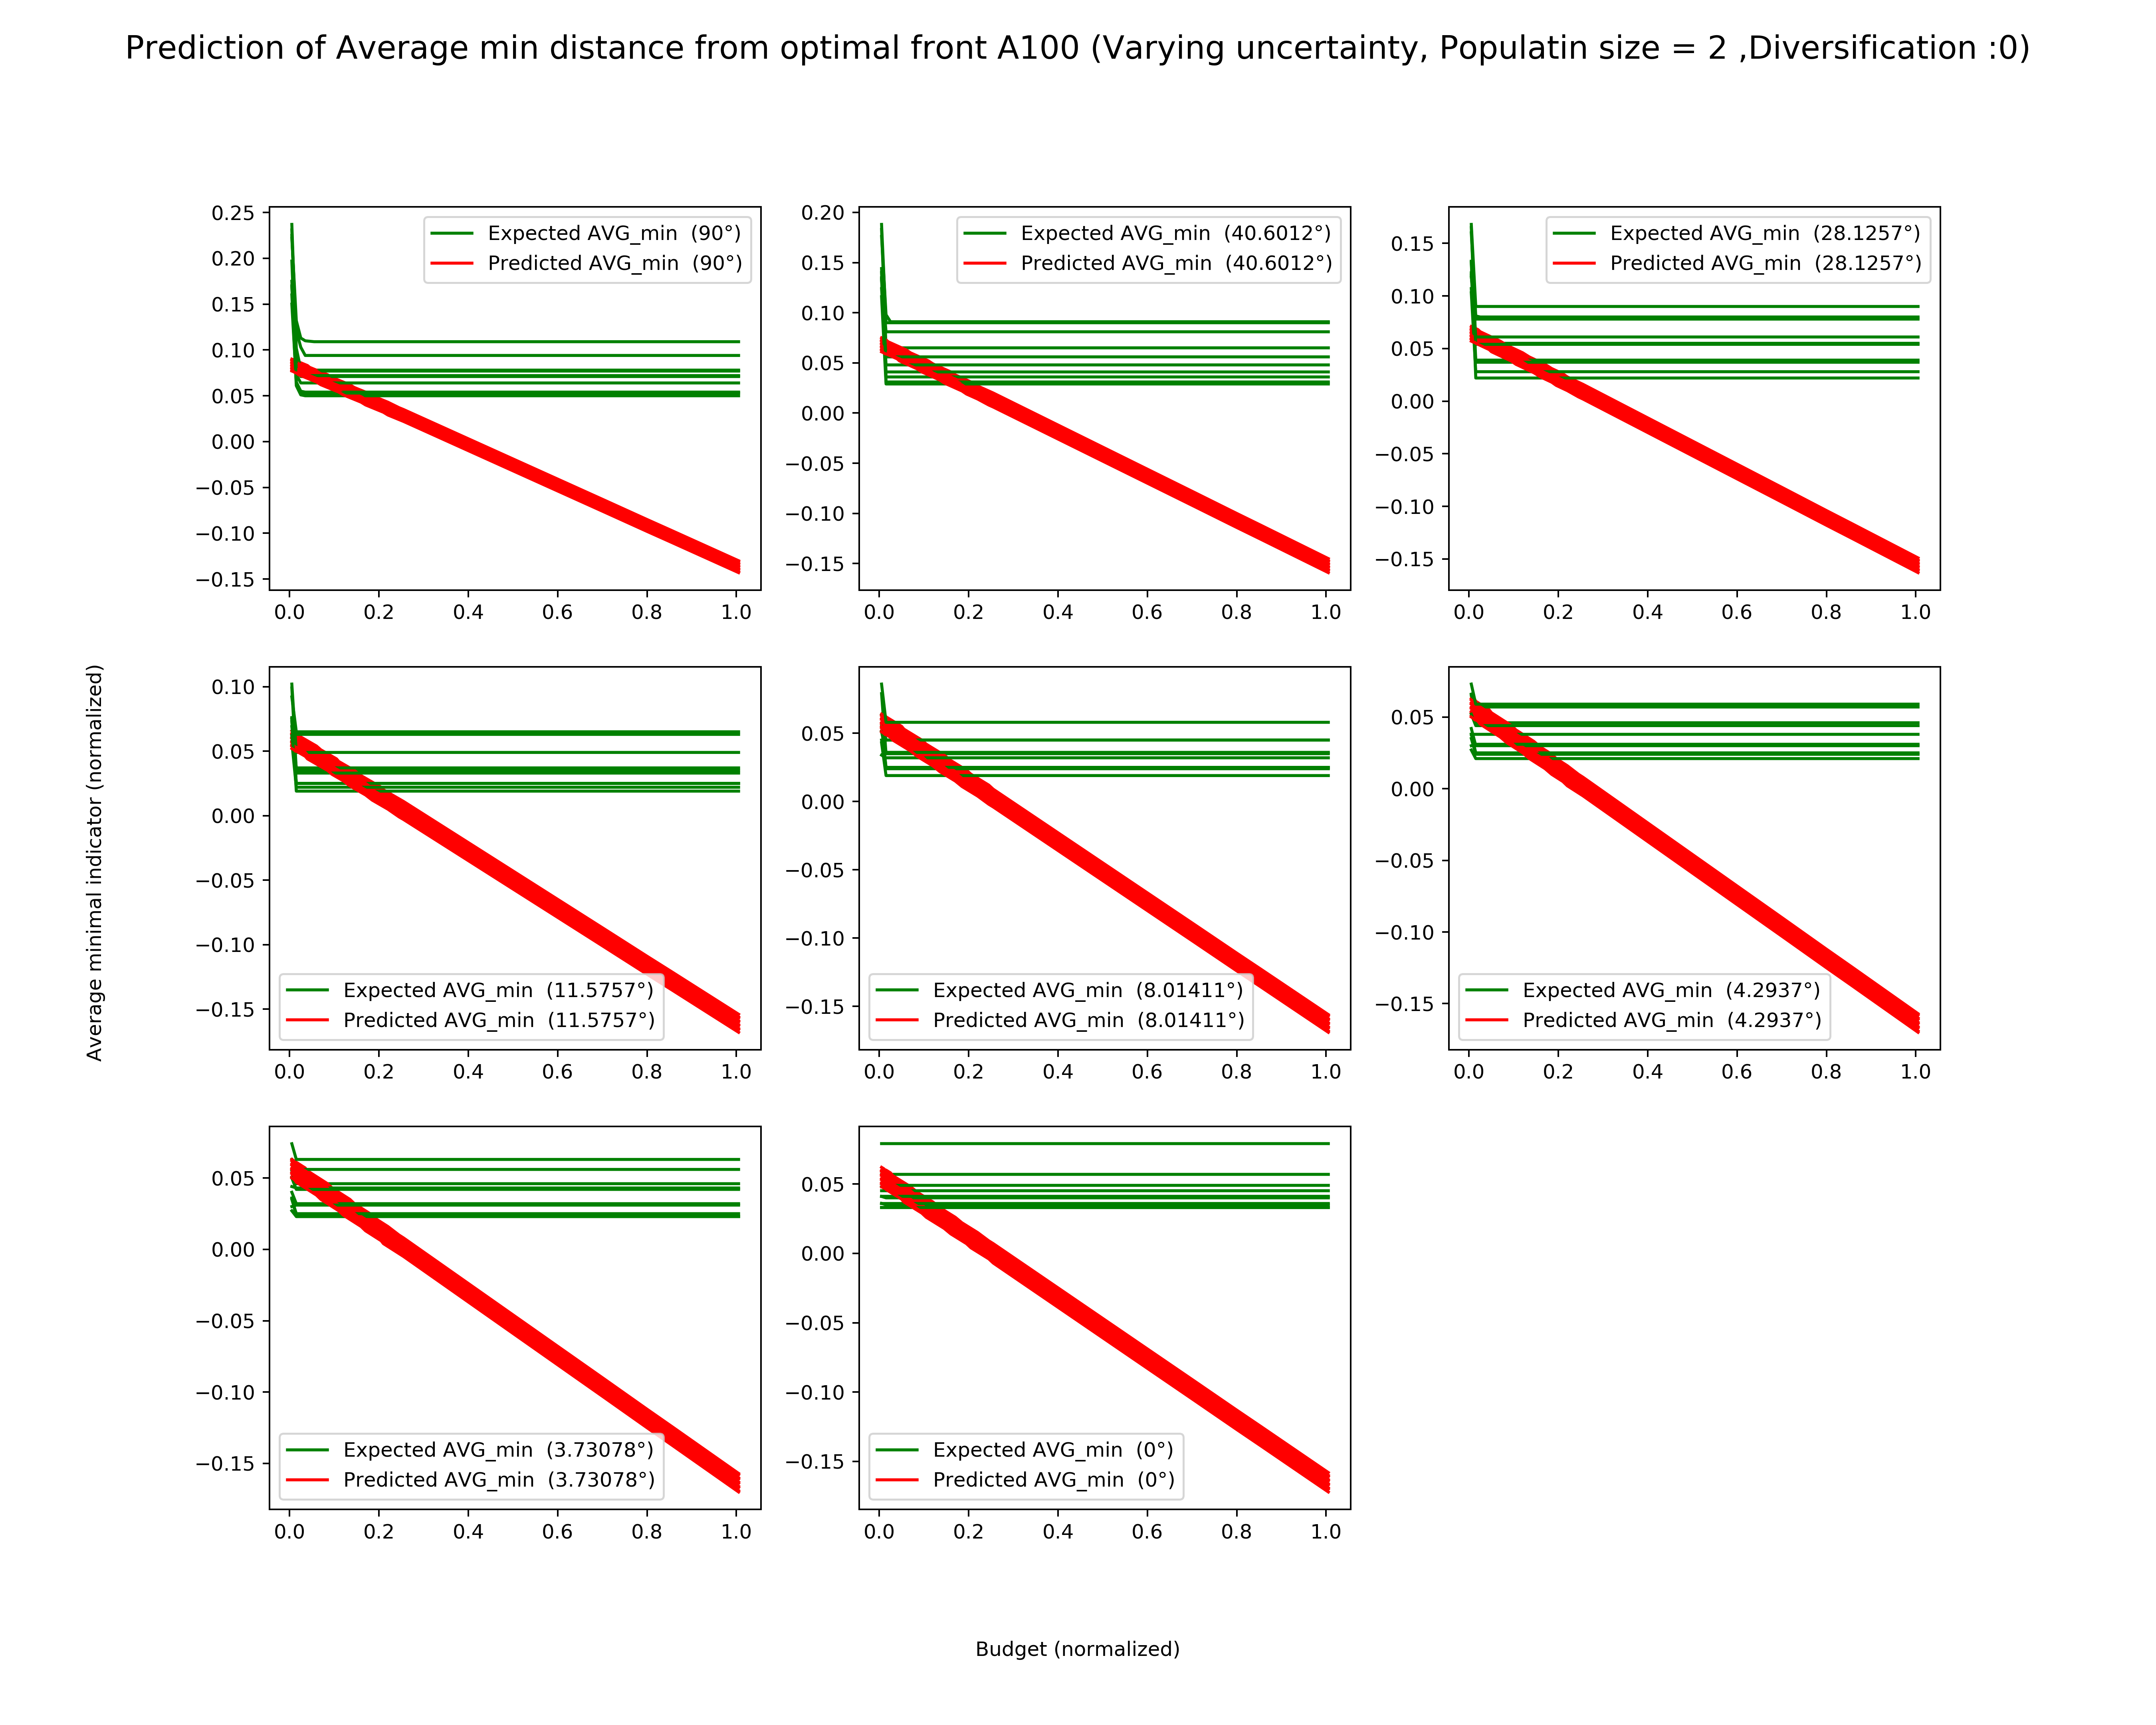 Prediction of Average min distance from optimal front A100 (Varying uncertainty, Populatin size = 2 ,Diversification :0)
0.25
0.20
0.15
0.10
0.05
0.00
−0.05
−0.10
−0.15
0.0 0.2 0.4 0.6 0.8 1.0
Expected AVG_min (90°)
Predicted AVG_min (90°)
0.20
0.15
0.10
0.05
0.00
−0.05
−0.10
−0.15
0.0 0.2 0.4 0.6 0.8 1.0
Expected AVG_min (40.6012°)
Predicted AVG_min (40.6012°)
0.15
0.10
0.05
0.00
−0.05
−0.10
−0.15
0.0 0.2 0.4 0.6 0.8 1.0
Expected AVG_min (28.1257°)
Predicted AVG_min (28.1257°)
Average minimal indicator (normalized)
0.10
0.05
0.00
−0.05
−0.10
−0.15
0.0 0.2 0.4 0.6 0.8 1.0
Expected AVG_min (11.5757°)
Predicted AVG_min (11.5757°)
0.05
0.00
−0.05
−0.10
−0.15
0.0 0.2 0.4 0.6 0.8 1.0
Expected AVG_min (8.01411°)
Predicted AVG_min (8.01411°)
0.05
0.00
−0.05
−0.10
−0.15
0.0 0.2 0.4 0.6 0.8 1.0
Expected AVG_min (4.2937°)
Predicted AVG_min (4.2937°)
0.05
0.00
−0.05
−0.10
−0.15
0.0 0.2 0.4 0.6 0.8 1.0
Expected AVG_min (3.73078°)
Predicted AVG_min (3.73078°)
0.05
0.00
−0.05
−0.10
−0.15
0.0 0.2 0.4 0.6 0.8 1.0
Expected AVG_min (0°)
Predicted AVG_min (0°)
Budget (normalized)